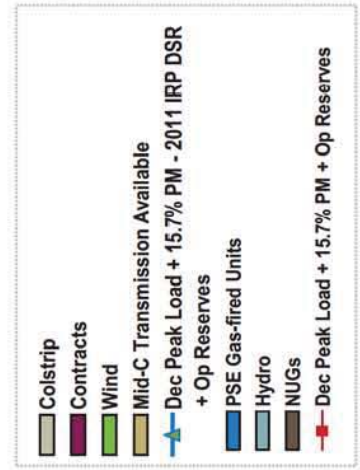 Colstrip
Contracts
Wind
Mid-C Transmission Available
Dec Peak Load + 15.7% PM - 2011 IRP DSR
+ Op Reserves
PSE Gas-fired Units
Hydro
NUGs
Dec Peak Load + 15.7% PM + Op Reserves